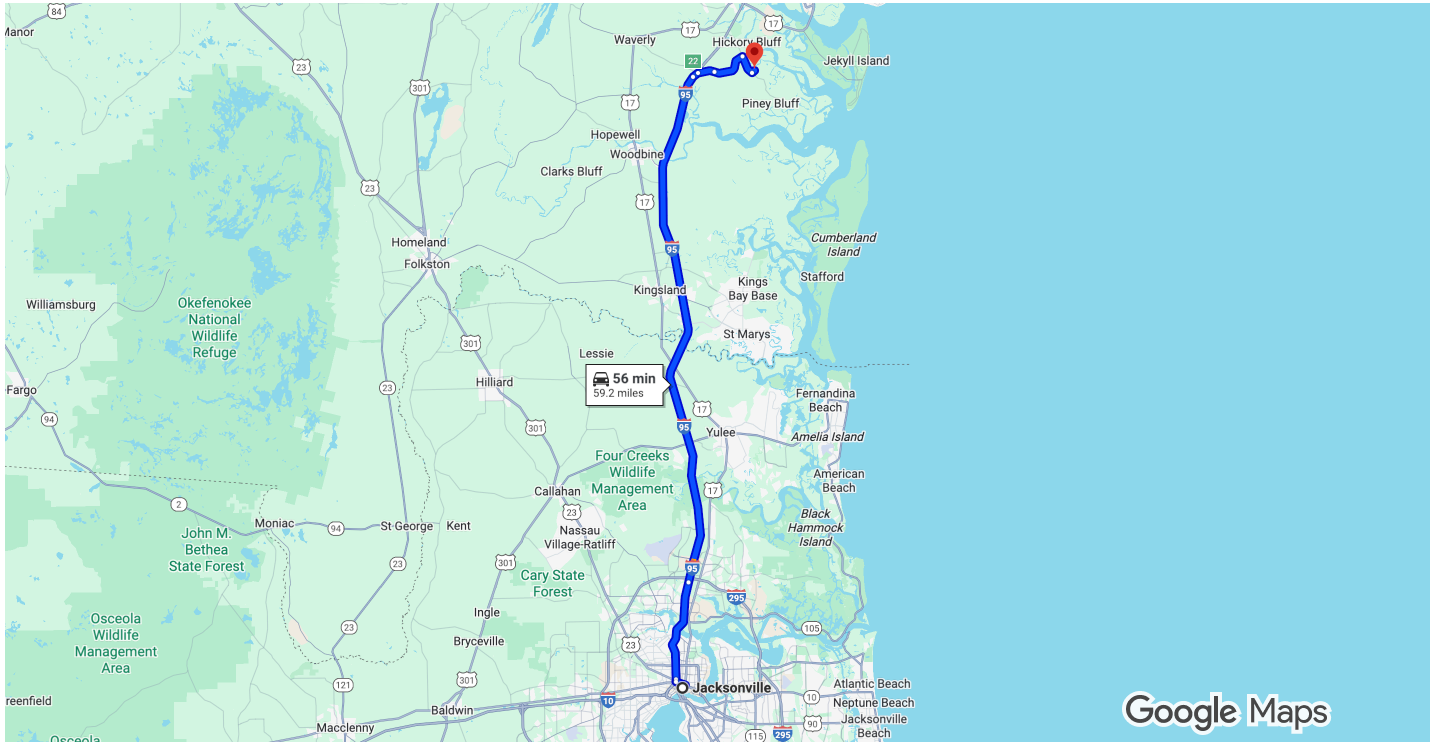 84
Manor
17
17
Waverly
Hickory Bluff
22
Jekyll Island
23
301
95
17
Piney Bluff
Hopewell
Woodbine
Clarks Bluff
23
17
Homeland
Folkston
95
Cumberland
Island
Stafford
Kings
Bay Base
Kingsland
Williamsburg
Okefenokee
National
Wildlife
Refuge
St Marys
301
Lessie
56 min
59.2 miles
Hilliard
Fargo
23
94
Fernandina
Beach
17
301
95
Yulee
Amelia Island
Four Creeks
Wildlife
Management
Area
American
Beach
Callahan
17
2
23
Black
Hammock
Island
Moniac
94
St George
Kent
Nassau
Village-Ratliff
John M.
Bethea
State Forest
23
301
95
Cary State
Forest
295
Ingle
Osceola
Wildlife
Management
Area
23
Bryceville
23
105
301
121
Jacksonville
Atlantic Beach
reenfield
10
10
Neptune Beach
Baldwin
Jacksonville
Beach
90
Macclenny
115
295
Osceola
Google Maps